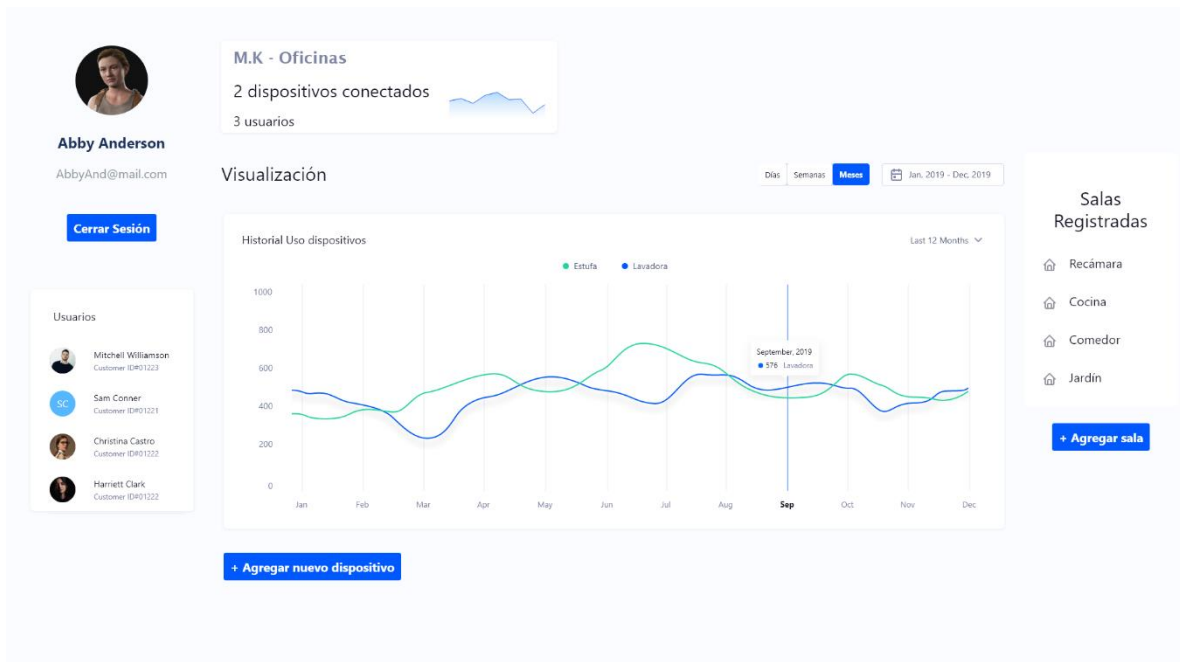 Abby Anderson
AbbyAnd@mail.com
Cerrar Sesión
Usuarios
Mitchell Williamson
Customer ID#01223
SC
Sam Conner
Customer ID#01221
Christina Castro
Customer ID#01222
Harriett Clark
Customer ID#01222
M.K - Oficinas
2 dispositivos conectados
3 usuarios
Visualización
Días
Semanas
Meses
Jan, 2019 - Dec, 2019
Historial Uso dispositivos
Last 12 Months
Estufa
Lavadora
1000
800
600
400
200
0
September, 2019
576 Lavadora
Jan
Feb
Mar
Apr
May
Jun
Jul
Aug
Sep
Oct
Nov
Dec
+ Agregar nuevo dispositivo
Salas
Registradas
Recámara
Cocina
Comedor
Jardín
+ Agregar sala